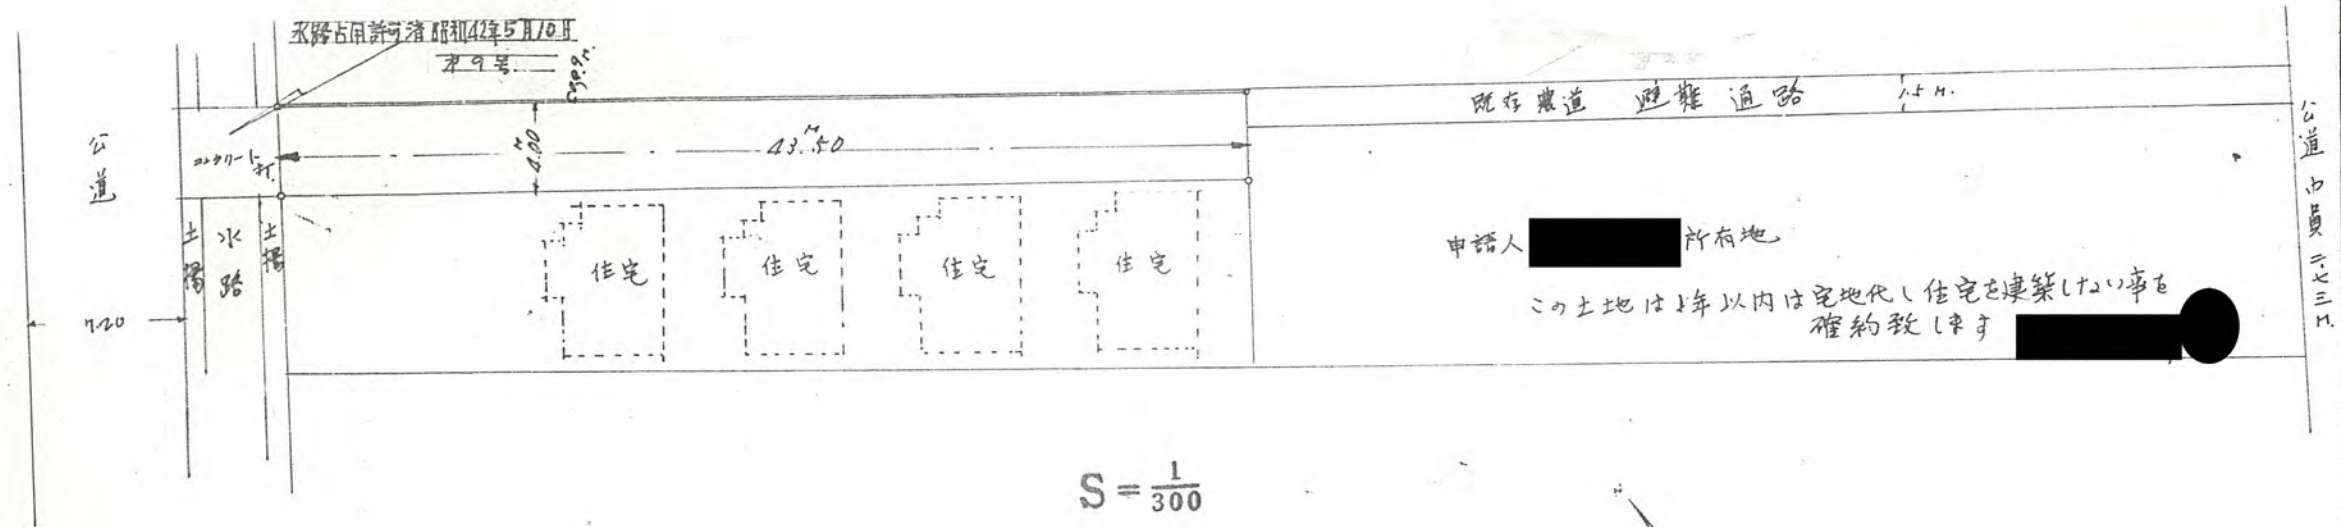 水路占用許可済 昭和42年5月10日
第9号
既存農道 避難通路
1.5 M.
公道
コンクリート打.
4.00M
43.50M
公道 巾員 二.七三M.
土揚
水路
土揚
7.20
住宅
住宅
住宅
住宅
申請人
所有地
この土地は 年以内は宅地化し住宅を建築しない事を
確約致します
S = 1/300